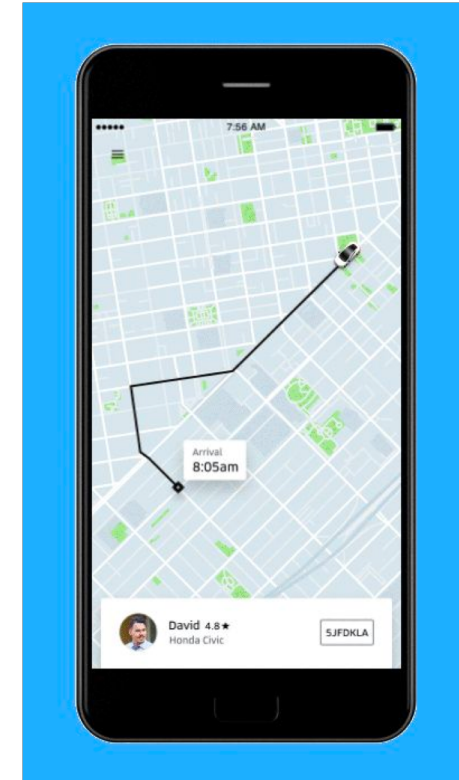 7:56 AM
Arrival
8:05am
David 4.8★
Honda Civic
5JFDKLA